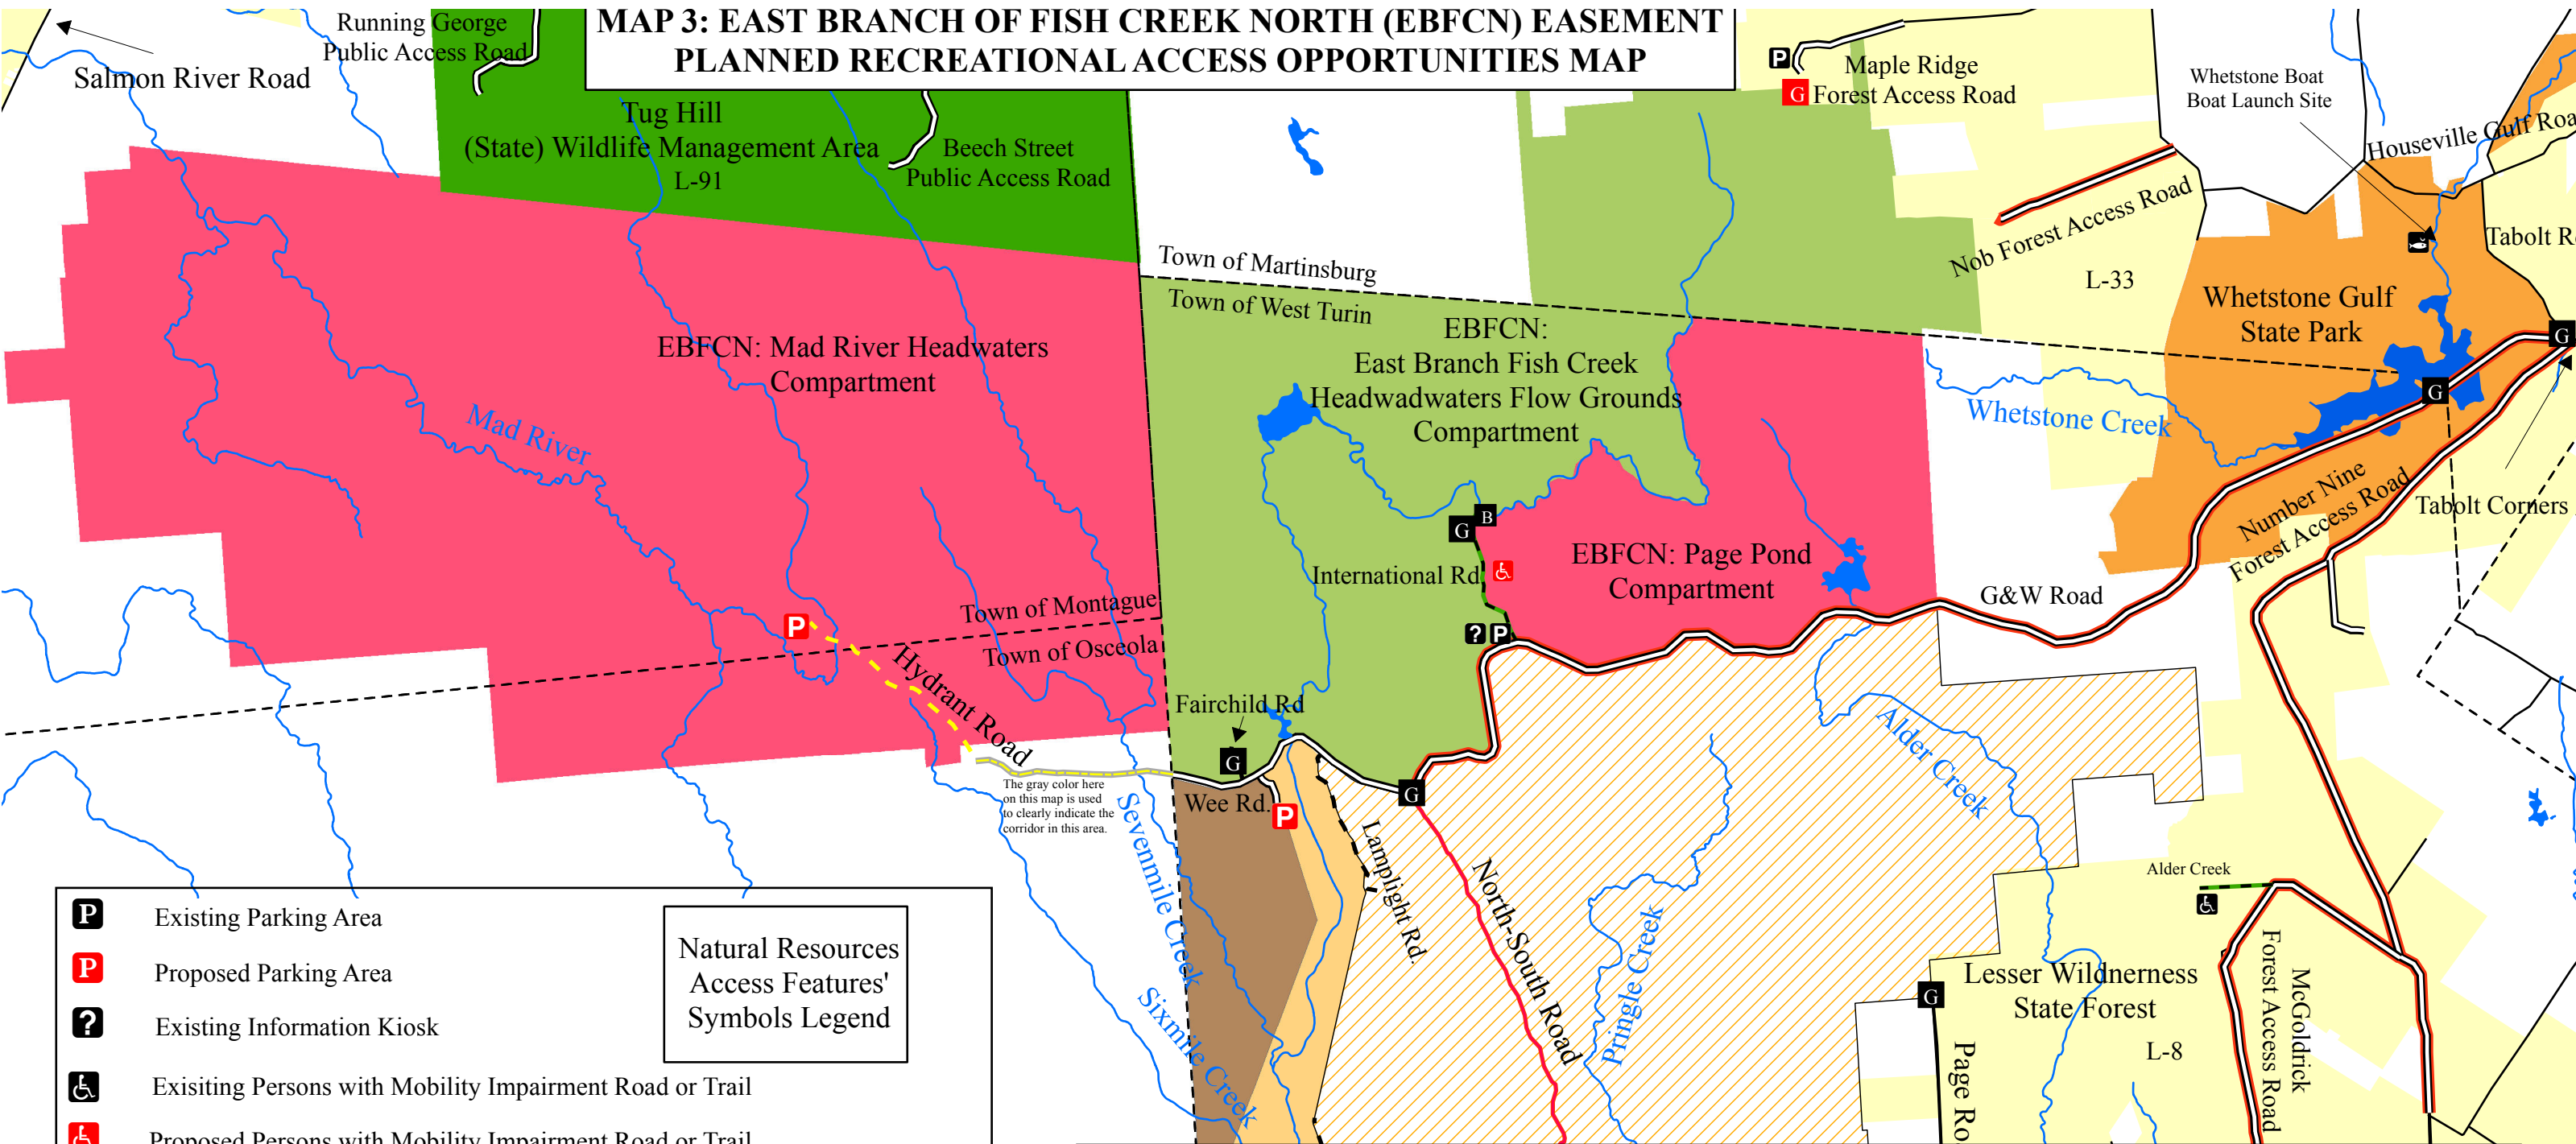 MAP 3: EAST BRANCH OF FISH CREEK NORTH (EBFCN) EASEMENT
PLANNED RECREATIONAL ACCESS OPPORTUNITIES MAP
Running George
Public Access Road
Salmon River Road
Tug Hill
(State) Wildlife Management Area
L-91
Beech Street
Public Access Road
P
G
Maple Ridge
Forest Access Road
Whetstone Boat
Boat Launch Site
Houseville Gulf Roa
Nob Forest Access Road
L-33
Tabolt R
Whetstone Gulf
State Park
Town of Martinsburg
Town of West Turin
EBFCN:
East Branch Fish Creek
Headwadwaters Flow Grounds
Compartment
EBFCN: Mad River Headwaters
Compartment
Mad River
Whetstone Creek
G
G
Number Nine
Forest Access Road
Tabolt Corners
G
B
International Rd
EBFCN: Page Pond
Compartment
G&W Road
? P
P
Town of Montague
Town of Osceola
Hydrant Road
Fairchild Rd
G
Wee Rd.
P
G
The gray color here
on this map is used
to clearly indicate the
corridor in this area.
Sevenmile Creek
Sixmile Creek
Lamplight Rd.
North-South Road
Pringle Creek
Alder Creek
Alder Creek
G
Lesser Wildnerness
State Forest
L-8
Page Ro
McGoldrick
Forest Access Road
Natural Resources
Access Features'
Symbols Legend
P Existing Parking Area
P Proposed Parking Area
? Existing Information Kiosk
Exisiting Persons with Mobility Impairment Road or Trail
Proposed Persons with Mobility Impairment Road or Trail